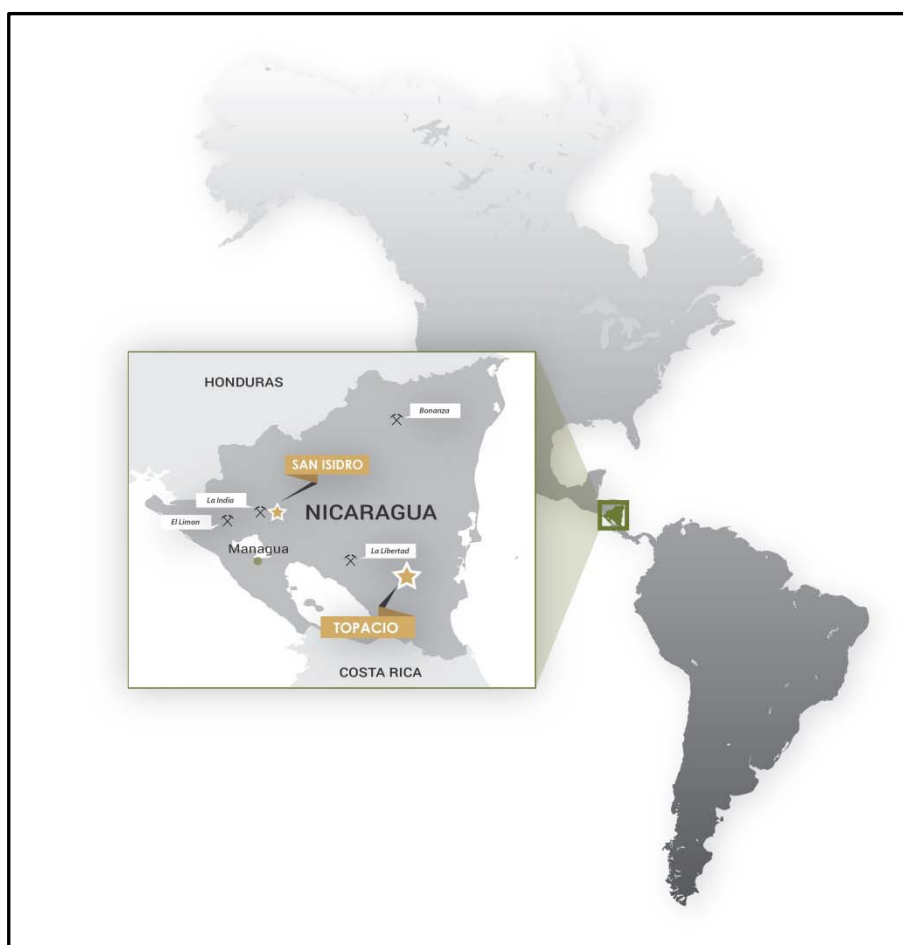 HONDURAS
Bonanza
SAN ISIDRO
La India
NICARAGUA
El Limon
Managua
La Libertad
TOPACIO
COSTA RICA